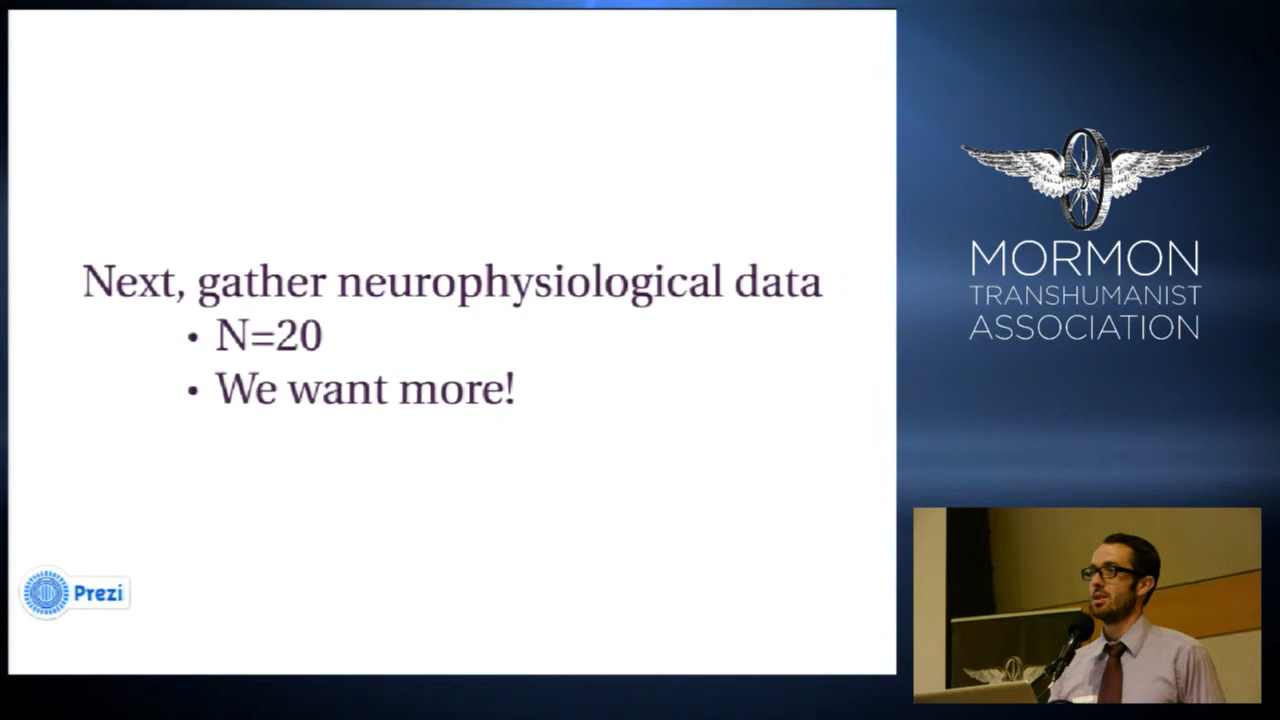 Next, gather neurophysiological data
• N=20
• We want more!
Prezi
MORMON
TRANSHUMANIST
ASSOCIATION